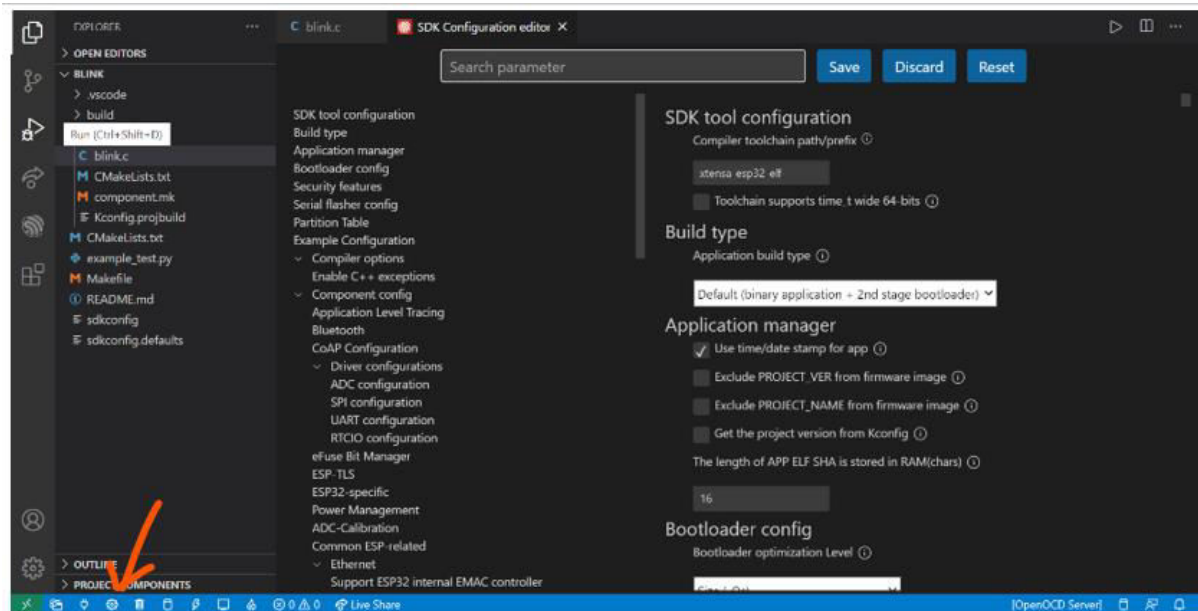 EXPLORER
C blink.c
SDK Configuration editor
OPEN EDITORS
BLINK
.vscode
build
Run (Ctrl+Shift+D)
C blink.c
M CMakeLists.txt
M component.mk
Kconfig.projbuild
M CMakeLists.txt
example_test.py
M Makefile
README.md
sdkconfig
sdkconfig.defaults
OUTLINE
PROJECT COMPONENTS
Search parameter
Save
Discard
Reset
SDK tool configuration
Build type
Application manager
Bootloader config
Security features
Serial flasher config
Partition Table
Example Configuration
Compiler options
Enable C++ exceptions
Component config
Application Level Tracing
Bluetooth
CoAP Configuration
Driver configurations
ADC configuration
SPI configuration
UART configuration
RTCIO configuration
eFuse Bit Manager
ESP-TLS
ESP32-specific
Power Management
ADC-Calibration
Common ESP-related
Ethernet
Support ESP32 internal EMAC controller
SDK tool configuration
Compiler toolchain path/prefix
xtensa esp32 elf
Toolchain supports time_t wide 64-bits
Build type
Application build type
Default (binary application + 2nd stage bootloader)
Application manager
Use time/date stamp for app
Exclude PROJECT_VER from firmware image
Exclude PROJECT_NAME from firmware image
Get the project version from Kconfig
The length of APP ELF SHA is stored in RAM(chars)
16
Bootloader config
Bootloader optimization Level
0 0 Live Share
[OpenOCD Server]